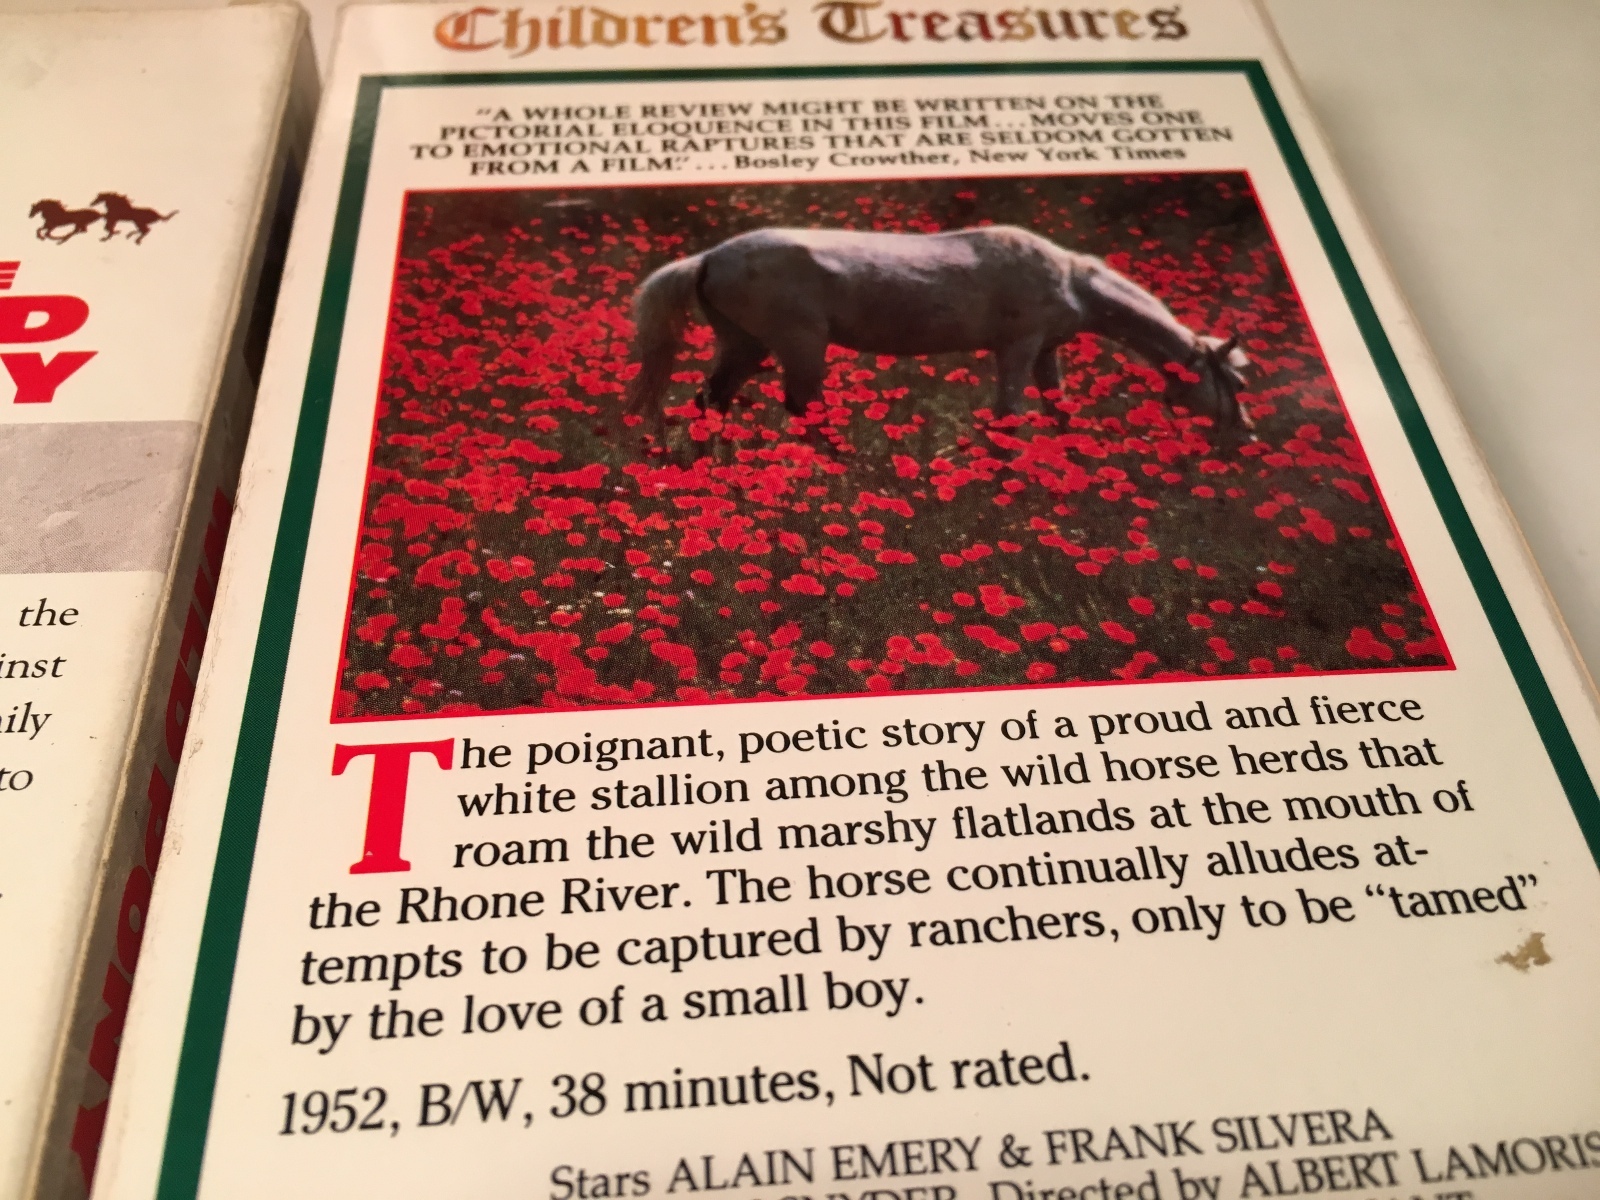 Children's Treasures
"A WHOLE REVIEW MIGHT BE WRITTEN ON THE
PICTORIAL ELOQUENCE IN THIS FILM...MOVES ONE
TO EMOTIONAL RAPTURES THAT ARE SELDOM GOTTEN
FROM A FILM."...Bosley Crowther, New York Times
The poignant, poetic story of a proud and fierce
white stallion among the wild horse herds that
roam the wild marshy flatlands at the mouth of
the Rhone River. The horse continually alludes at-
tempts to be captured by ranchers, only to be "tamed"
by the love of a small boy.
1952, B/W, 38 minutes, Not rated.
Stars ALAIN EMERY & FRANK SILVERA
Directed by ALBERT LAMORIS
E
D
Y
the
inst
ily
to
WILD PONY